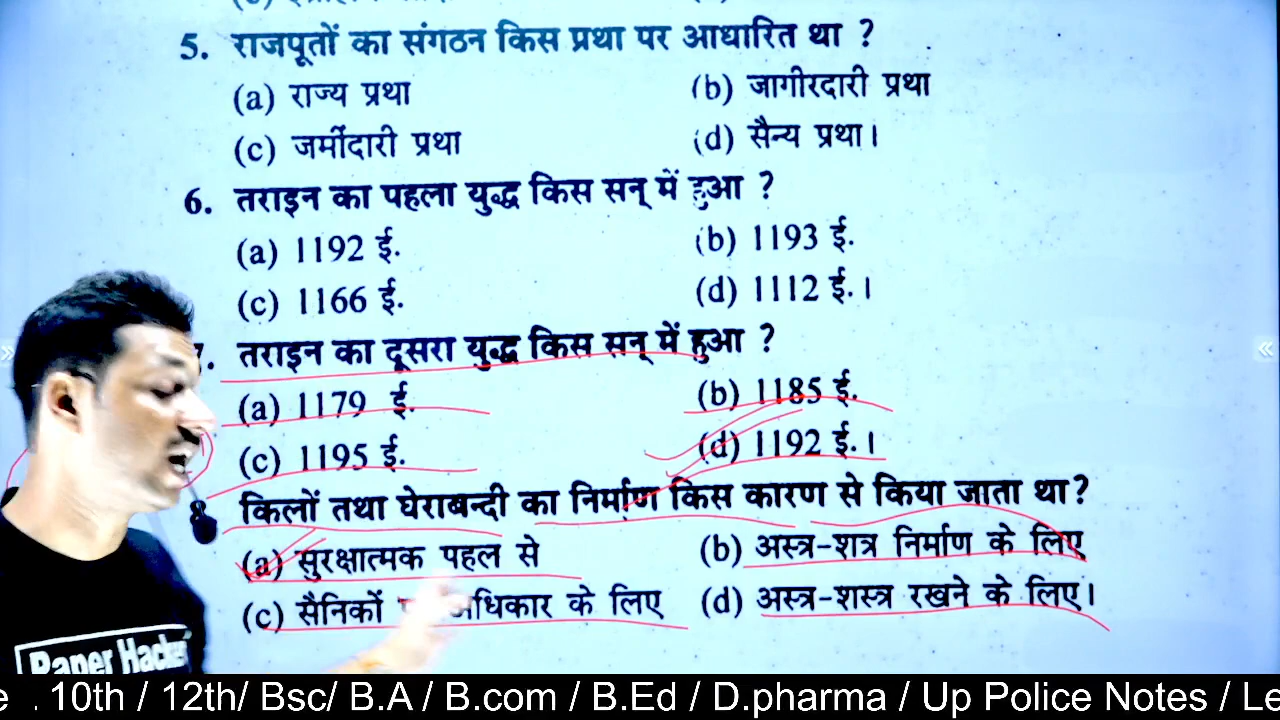 5. राजपूतों का संगठन किस प्रथा पर आधारित था ?
(a) राज्य प्रथा (b) जागीरदारी प्रथा
(c) जमींदारी प्रथा (d) सैन्य प्रथा।
6. तराइन का पहला युद्ध किस सन् में हुआ ?
(a) 1192 ई. (b) 1193 ई.
(c) 1166 ई. (d) 1112 ई.।
7. तराइन का दूसरा युद्ध किस सन् में हुआ ?
(a) 1179 ई. (b) 1185 ई.
(c) 1195 ई. (d) 1192 ई.।
8 किलों तथा घेराबन्दी का निर्माण किस कारण से किया जाता था?
(a) सुरक्षात्मक पहल से (b) अस्त्र-शत्र निर्माण के लिए
(c) सैनिकों अधिकार के लिए (d) अस्त्र-शस्त्र रखने के लिए।
Paper Hacker
. 10th / 12th/ Bsc/ B.A / B.com / B.Ed / D.pharma / Up Police Notes / Le